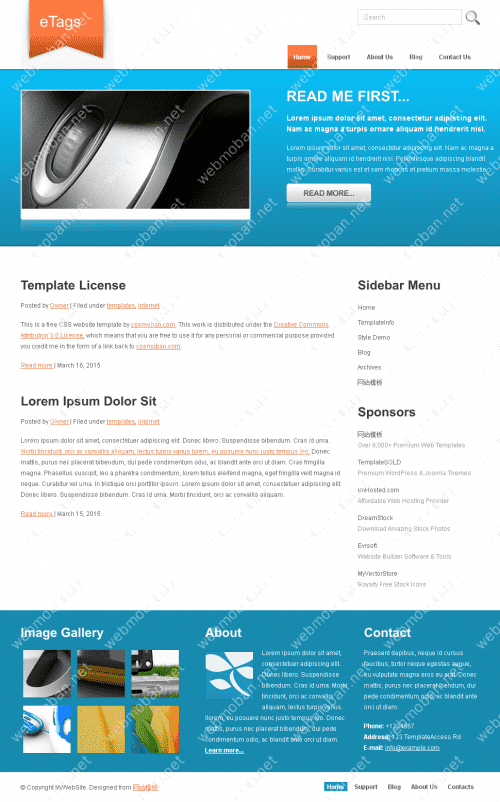 eTags
Search
Home Support About Us Blog Contact Us
READ ME FIRST...
Lorem ipsum dolor sit amet, consectetur adipiscing elit.
Nam ac magna a turpis ornare aliquam id hendrerit nisl.
Lorem ipsum dolor sit amet, consectetur adipiscing elit. Nam ac magna a
turpis ornare aliquam id hendrerit nisl. Pellentesque adipiscing blandit
mollis. Curabitur varius est et sem rhoncus et pretium massa molestie.
READ MORE...
Template License
Posted by Owner | Filed under templates, internet
This is a free CSS website template by cssmoban.com. This work is distributed under the Creative Commons
Attribution 3.0 License, which means that you are free to use it for any personal or commercial purpose provided
you credit me in the form of a link back to cssmoban.com.
Read more | March 16, 2015
Lorem Ipsum Dolor Sit
Posted by Owner | Filed under templates, internet
Lorem ipsum dolor sit amet, consectetuer adipiscing elit. Donec libero. Suspendisse bibendum. Cras id urna.
Morbi tincidunt, orci ac convallis aliquam, lectus turpis varius lorem, eu posuere nunc justo tempus leo. Donec
mattis, purus nec placerat bibendum, dui pede condimentum odio, ac blandit ante orci ut diam. Cras fringilla
magna. Phasellus suscipit, leo a pharetra condimentum, lorem tellus eleifend magna, eget fringilla velit magna id
neque. Curabitur vel urna. In tristique orci porttitor ipsum. Lorem ipsum dolor sit amet, consectetuer adipiscing elit.
Donec libero. Suspendisse bibendum. Cras id urna. Morbi tincidunt, orci ac convallis aliquam.
Read more | March 15, 2015
Sidebar Menu
Home
TemplateInfo
Style Demo
Blog
Archives
网站模板
Sponsors
网站模板
Over 6,000+ Premium Web Templates
TemplateSOLD
Premium WordPress & Joomla Themes
ImHosted.com
Affordable Web Hosting Provider
DreamStock
Download Amazing Stock Photos
Evrsoft
Website Builder Software & Tools
MyVectorStore
Royalty Free Stock Icons
Image Gallery
About
Lorem ipsum dolor sit amet,
consectetuer adipiscing elit.
Donec libero. Suspendisse
bibendum. Cras id urna. Morbi
tincidunt, orci ac convallis
aliquam, lectus turpis varius
lorem, eu posuere nunc justo tempus leo. Donec
mattis, purus nec placerat bibendum, dui pede
condimentum odio, ac blandit ante orci ut diam.
Learn more...
Contact
Praesent dapibus, neque id cursus
faucibus, tortor neque egestas augue,
eu vulputate magna eros eu erat. Donec
mattis, purus nec placerat bibendum, dui
pede condimentum odio, ac blandit ante
orci ut diam.
Phone: +1234567
Address: 123 TemplateAccess Rd
E-mail: info@example.com
© Copyright MyWebSite. Designed from 网站模板
Home Support Blog About Us Contacts
webmoban.net